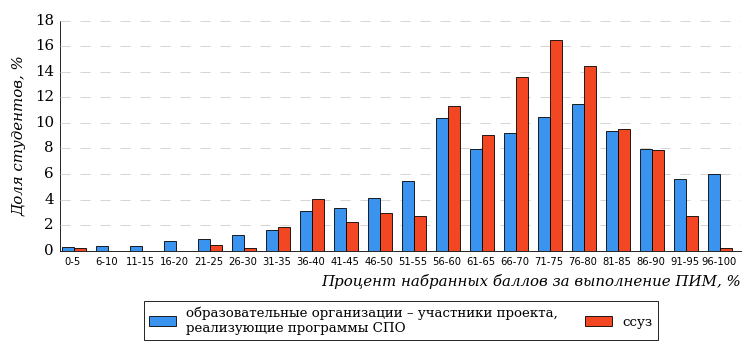 Доля студентов, %
18
16
14
12
10
8
6
4
2
0
0-5 6-10 11-15 16-20 21-25 26-30 31-35 36-40 41-45 46-50 51-55 56-60 61-65 66-70 71-75 76-80 81-85 86-90 91-95 96-100
Процент набранных баллов за выполнение ПИМ, %
образовательные организации – участники проекта,
реализующие программы СПО
ссуз